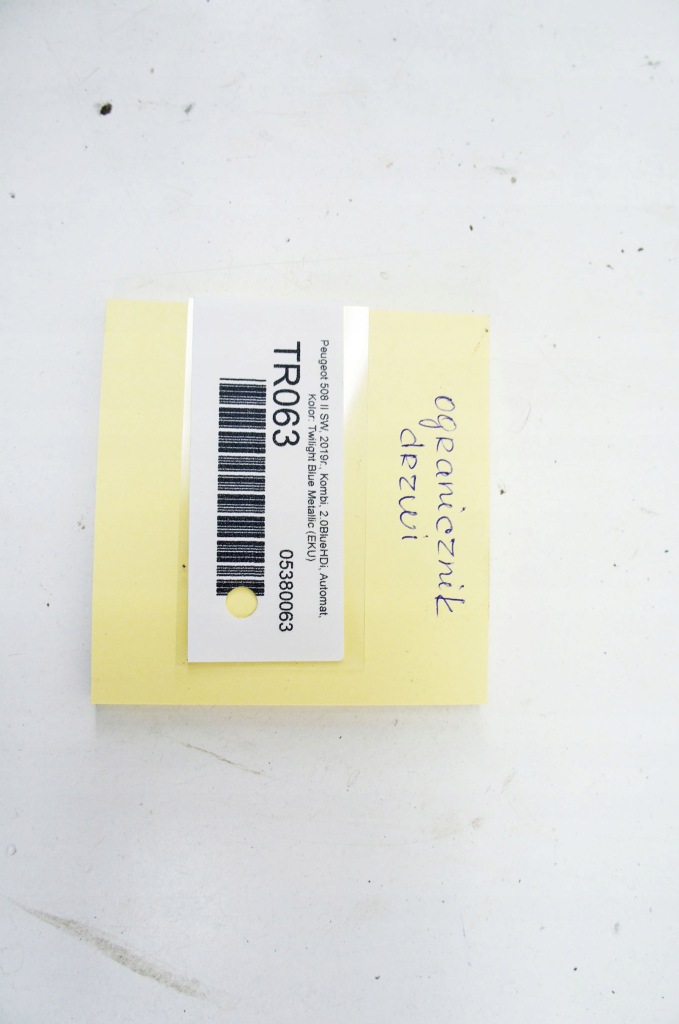 ogranicznik
drzwi
Peugeot 508 II SW, 2019r., Kombi, 2.0BlueHDi, Automat,
Kolor: Twilight Blue Metallic (EKU)
TR063
05380063